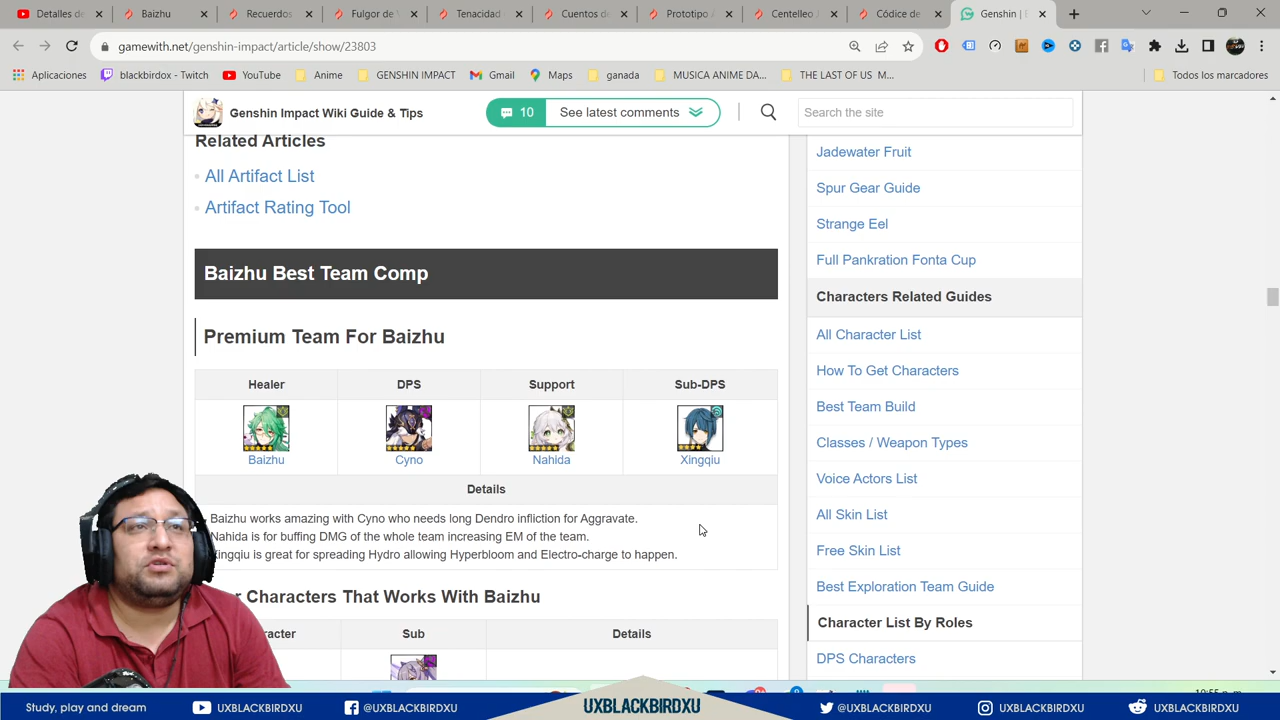 Detalles de
Baizhu
Recuerdos
Fulgor de
Tenacidad
Cuentos de
Prototipo
Centelleo
Códice de
Genshin |
gamewith.net/genshin-impact/article/show/23803
Aplicaciones
blackbirdox - Twitch
YouTube
Anime
GENSHIN IMPACT
Gmail
Maps
ganada
MUSICA ANIME DA...
THE LAST OF US M...
Todos los marcadores
Genshin Impact Wiki Guide & Tips
10
See latest comments
Search the site
Related Articles
All Artifact List
Artifact Rating Tool
Baizhu Best Team Comp
Premium Team For Baizhu
Healer DPS Support Sub-DPS
Baizhu Cyno Nahida Xingqiu
Details
Baizhu works amazing with Cyno who needs long Dendro infliction for Aggravate.
Nahida is for buffing DMG of the whole team increasing EM of the team.
is great for spreading Hydro allowing Hyperbloom and Electro-charge to happen.
Characters That Works With Baizhu
Sub Details
Jadewater Fruit
Spur Gear Guide
Strange Eel
Full Pankration Fonta Cup
Characters Related Guides
All Character List
How To Get Characters
Best Team Build
Classes / Weapon Types
Voice Actors List
All Skin List
Free Skin List
Best Exploration Team Guide
Character List By Roles
DPS Characters
Study, play and dream
UXBLACKBIRDXU
@UXBLACKBIRDXU
UXBLACKBIRDXU
@UXBLACKBIRDXU
UXBLACKBIRDXU
UXBLACKBIRDXU